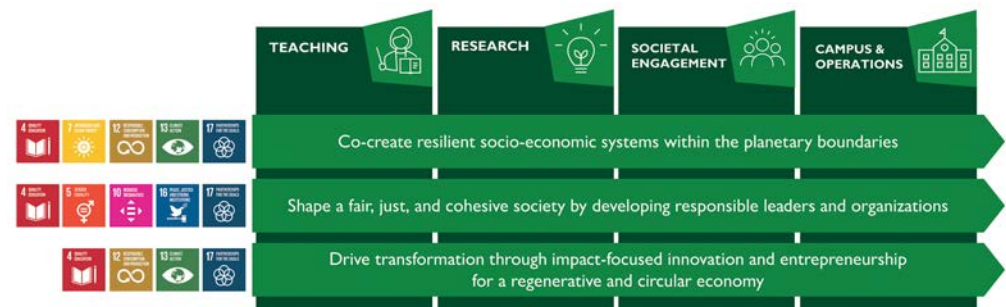 TEACHING
RESEARCH
SOCIETAL
ENGAGEMENT
CAMPUS &
OPERATIONS
4 QUALITY
EDUCATION
7
12 RESPONSIBLE
CONSUMPTION
AND PRODUCTION
13 CLIMATE
ACTION
17 PARTNERSHIPS
FOR THE GOALS
Co-create resilient socio-economic systems within the planetary boundaries
4 QUALITY
EDUCATION
5 GENDER
EQUALITY
10 REDUCED
INEQUALITIES
16 PEACE, JUSTICE
AND STRONG
INSTITUTIONS
17 PARTNERSHIPS
FOR THE GOALS
Shape a fair, just, and cohesive society by developing responsible leaders and organizations
4 QUALITY
EDUCATION
12 RESPONSIBLE
CONSUMPTION
AND PRODUCTION
13 CLIMATE
ACTION
17 PARTNERSHIPS
FOR THE GOALS
Drive transformation through impact-focused innovation and entrepreneurship
for a regenerative and circular economy